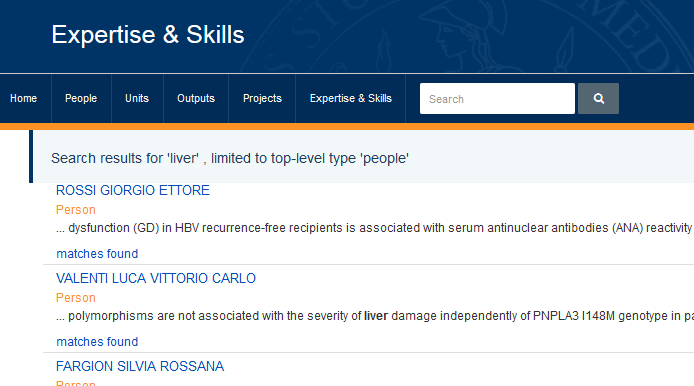 Expertise & Skills
Home People Units Outputs Projects Expertise & Skills Search
Search results for 'liver' , limited to top-level type 'people'
ROSSI GIORGIO ETTORE
Person
... dysfunction (GD) in HBV recurrence-free recipients is associated with serum antinuclear antibodies (ANA) reactivity
matches found
VALENTI LUCA VITTORIO CARLO
Person
... polymorphisms are not associated with the severity of liver damage independently of PNPLA3 I148M genotype in pa
matches found
FARGION SILVIA ROSSANA
Person